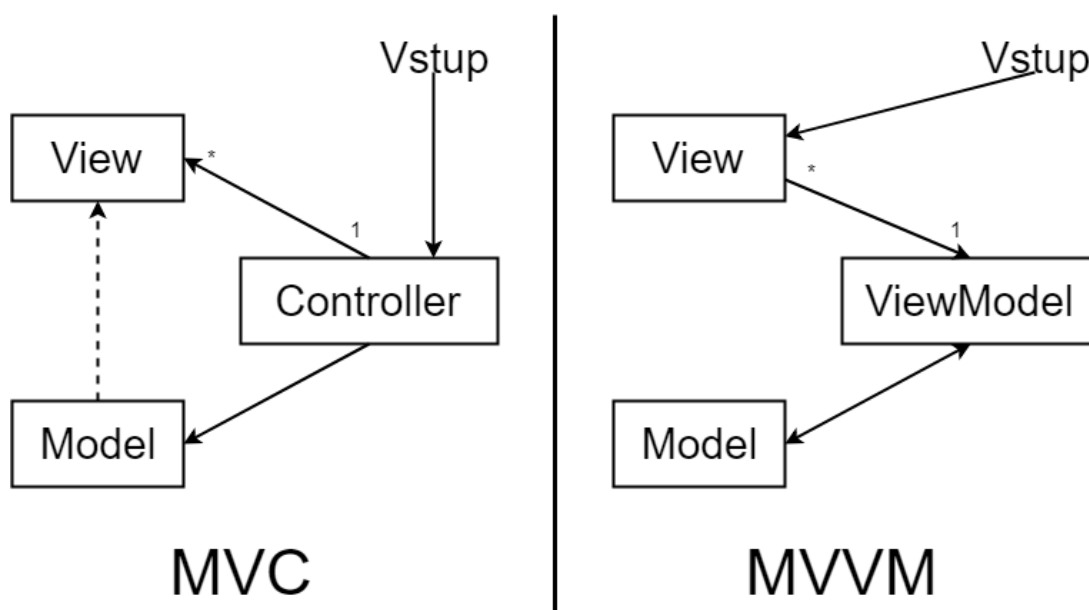 Vstup
View
*
1
Controller
Model
MVC
Vstup
View
*
1
ViewModel
Model
MVVM